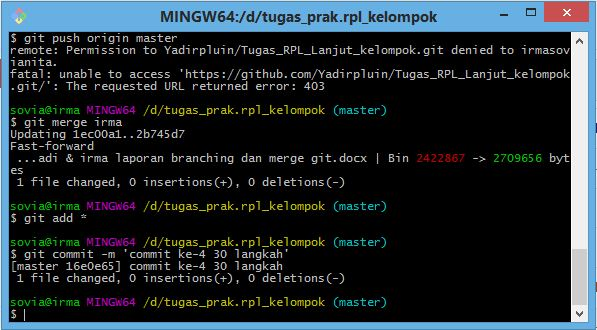 MINGW64:/d/tugas_prak.rpl_kelompok
$ git push origin master
remote: Permission to Yadirpluin/Tugas_RPL_Lanjut_kelompok.git denied to irmasov
ianita.
fatal: unable to access 'https://github.com/Yadirpluin/Tugas_RPL_Lanjut_kelompok
.git/': The requested URL returned error: 403
sovia@irma MINGW64 /d/tugas_prak.rpl_kelompok (master)
$ git merge irma
Updating 1ec00a1..2b745d7
Fast-forward
 ...adi & irma laporan branching dan merge git.docx | Bin 2422867 -> 2709656 byt
es
 1 file changed, 0 insertions(+), 0 deletions(-)
sovia@irma MINGW64 /d/tugas_prak.rpl_kelompok (master)
$ git add *
sovia@irma MINGW64 /d/tugas_prak.rpl_kelompok (master)
$ git commit -m 'commit ke-4 30 langkah'
[master 16e0e65] commit ke-4 30 langkah
 1 file changed, 0 insertions(+), 0 deletions(-)
sovia@irma MINGW64 /d/tugas_prak.rpl_kelompok (master)
$